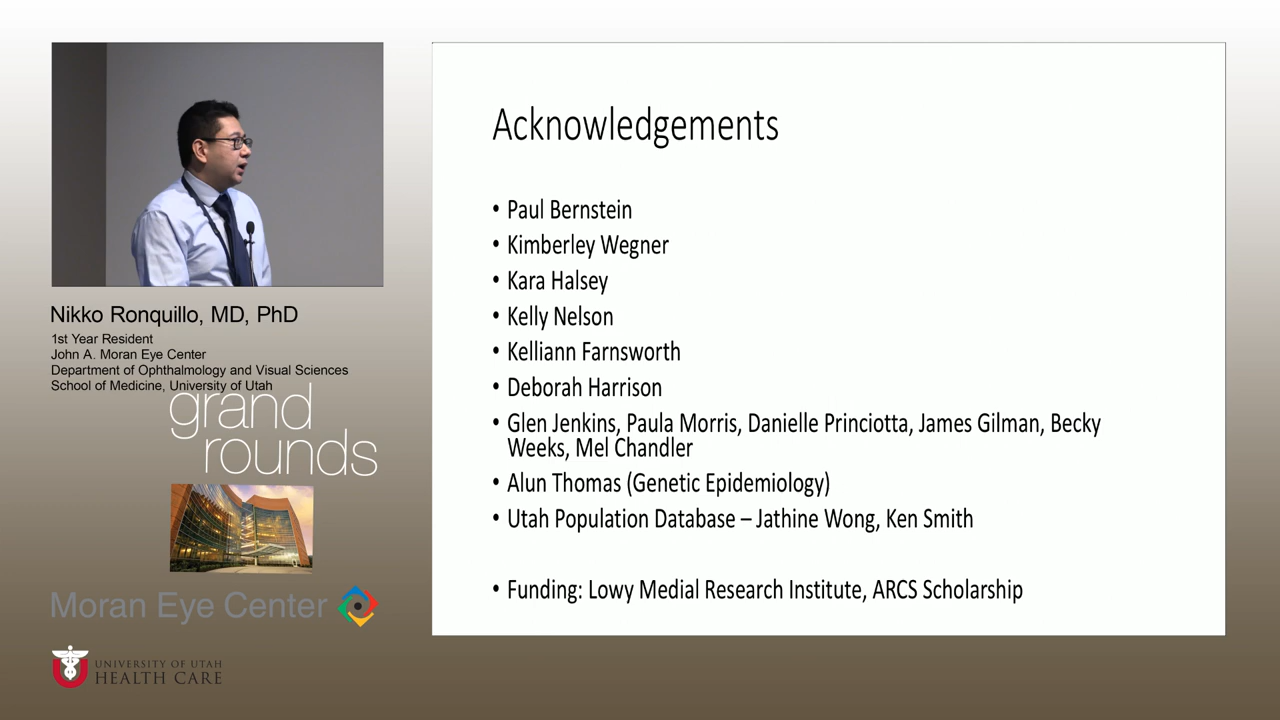 Nikko Ronquillo, MD, PhD
1st Year Resident
John A. Moran Eye Center
Department of Ophthalmology and Visual Sciences
School of Medicine, University of Utah
grand
rounds
Moran Eye Center
UNIVERSITY OF UTAH
HEALTH CARE
Acknowledgements
• Paul Bernstein
• Kimberley Wegner
• Kara Halsey
• Kelly Nelson
• Kelliann Farnsworth
• Deborah Harrison
• Glen Jenkins, Paula Morris, Danielle Princiotta, James Gilman, Becky
Weeks, Mel Chandler
• Alun Thomas (Genetic Epidemiology)
• Utah Population Database – Jathine Wong, Ken Smith
• Funding: Lowy Medial Research Institute, ARCS Scholarship